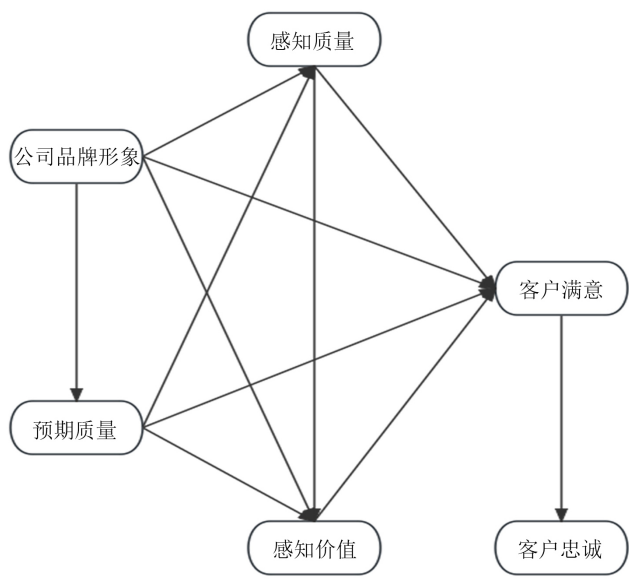 感知质量
公司品牌形象
客户满意
预期质量
感知价值
客户忠诚